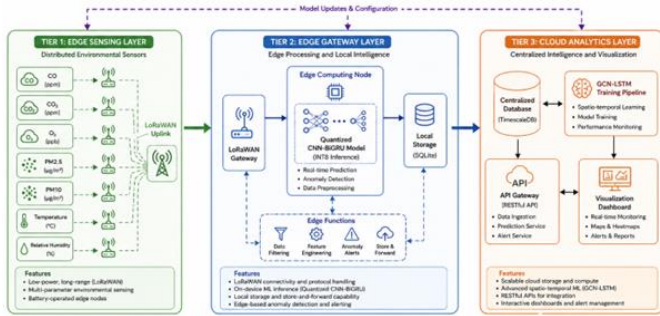 Model Updates & Configuration
TIER 1: EDGE SENSING LAYER
Distributed Environmental Sensors
CO
CO
(ppm)
CO₂
CO₂
(ppm)
O₃
O₃
(ppb)
PM2.5
(µg/m³)
PM10
(µg/m³)
Temperature
(°C)
Relative Humidity
(%)
LoRaWAN
Uplink
Features
• Low-power, long-range (LoRaWAN)
• Multi-parameter environmental sensing
• Battery-operated edge nodes
TIER 2: EDGE GATEWAY LAYER
Edge Processing and Local Intelligence
LoRaWAN
Gateway
Edge Computing Node
Quantized
CNN-BiGRU Model
(INT8 Inference)
• Real-time Prediction
• Anomaly Detection
• Data Preprocessing
Local
Storage
(SQLite)
Edge Functions
Data
Filtering
Feature
Engineering
Anomaly
Alerts
Store &
Forward
Features
• LoRaWAN connectivity and protocol handling
• On-device ML inference (Quantized CNN-BiGRU)
• Local storage and store-and-forward capability
• Edge-based anomaly detection and alerting
TIER 3: CLOUD ANALYTICS LAYER
Centralized Intelligence and Visualization
Centralized
Database
(TimescaleDB)
GCN-LSTM
Training Pipeline
• Spatio-temporal Learning
• Model Training
• Performance Monitoring
API
API Gateway
[RESTful API]
• Data Ingestion
• Prediction Service
• Alert Service
Visualization
Dashboard
• Real-time Monitoring
• Maps & Heatmaps
• Alerts & Reports
Features
• Scalable cloud storage and compute
• Advanced spatio-temporal ML (GCN-LSTM)
• RESTful APIs for integration
• Interactive dashboards and alert management